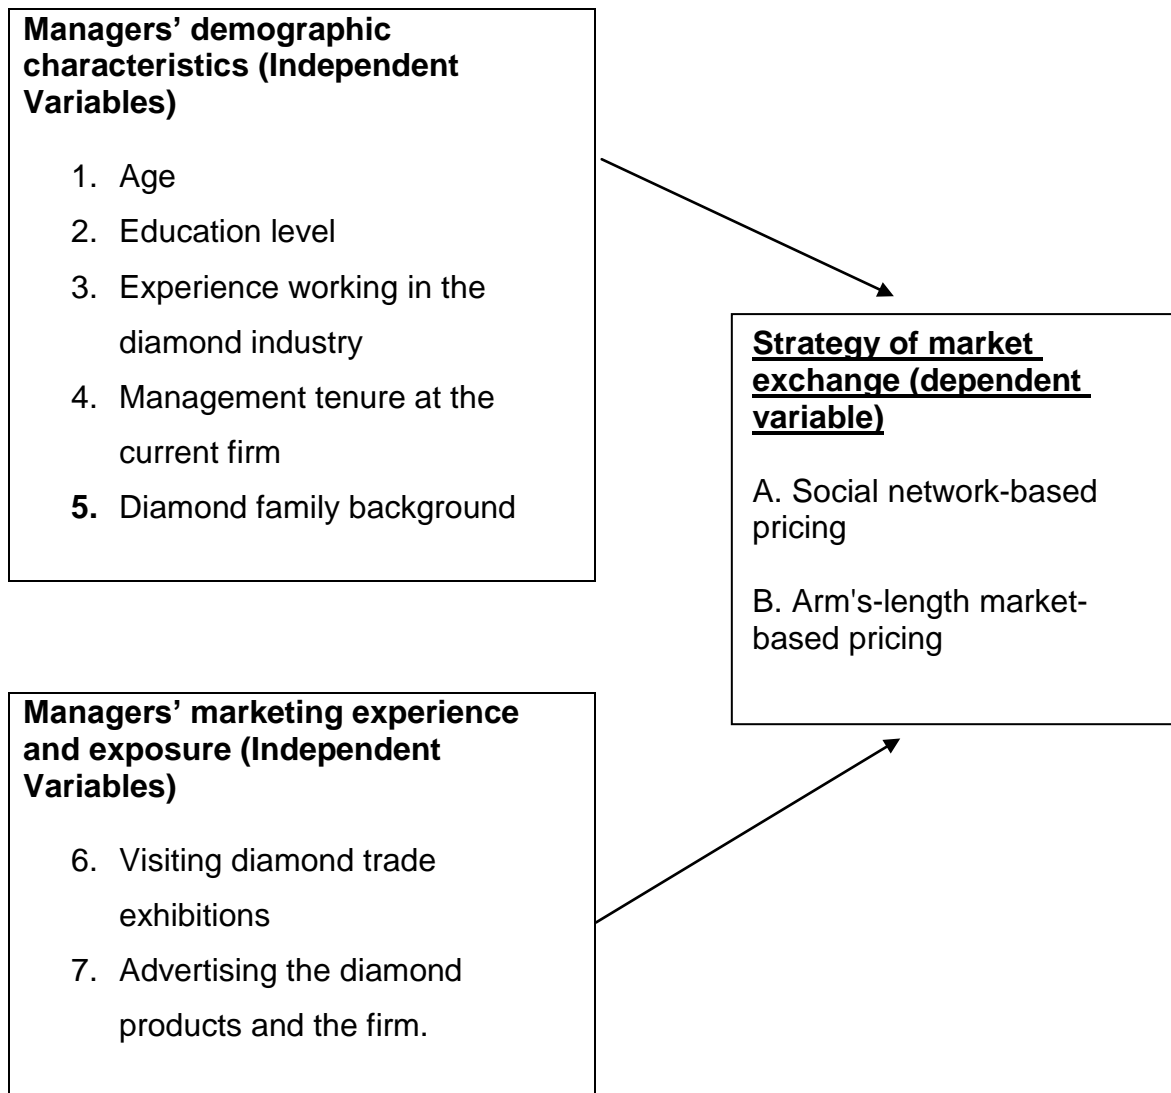 Managers’ demographic
characteristics (Independent
Variables)
1. Age
2. Education level
3. Experience working in the
diamond industry
4. Management tenure at the
current firm
5. Diamond family background
Strategy of market
exchange (dependent
variable)
A. Social network-based
pricing
B. Arm's-length market-
based pricing
Managers’ marketing experience
and exposure (Independent
Variables)
6. Visiting diamond trade
exhibitions
7. Advertising the diamond
products and the firm.